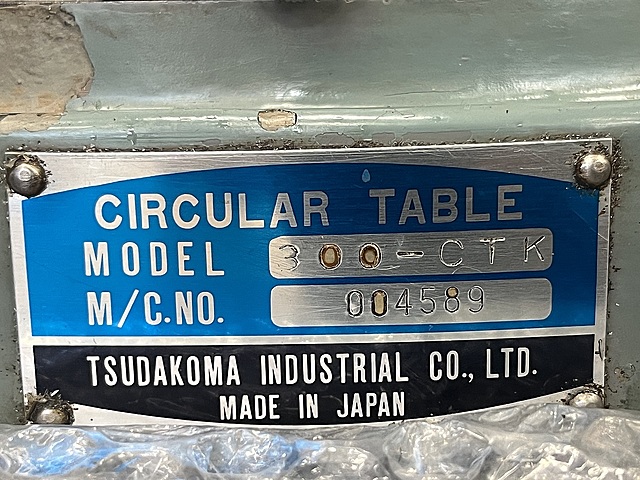 CIRCULAR TABLE
MODEL 300-CTK
M/C.NO. 004589
TSUDAKOMA INDUSTRIAL CO., LTD.
MADE IN JAPAN